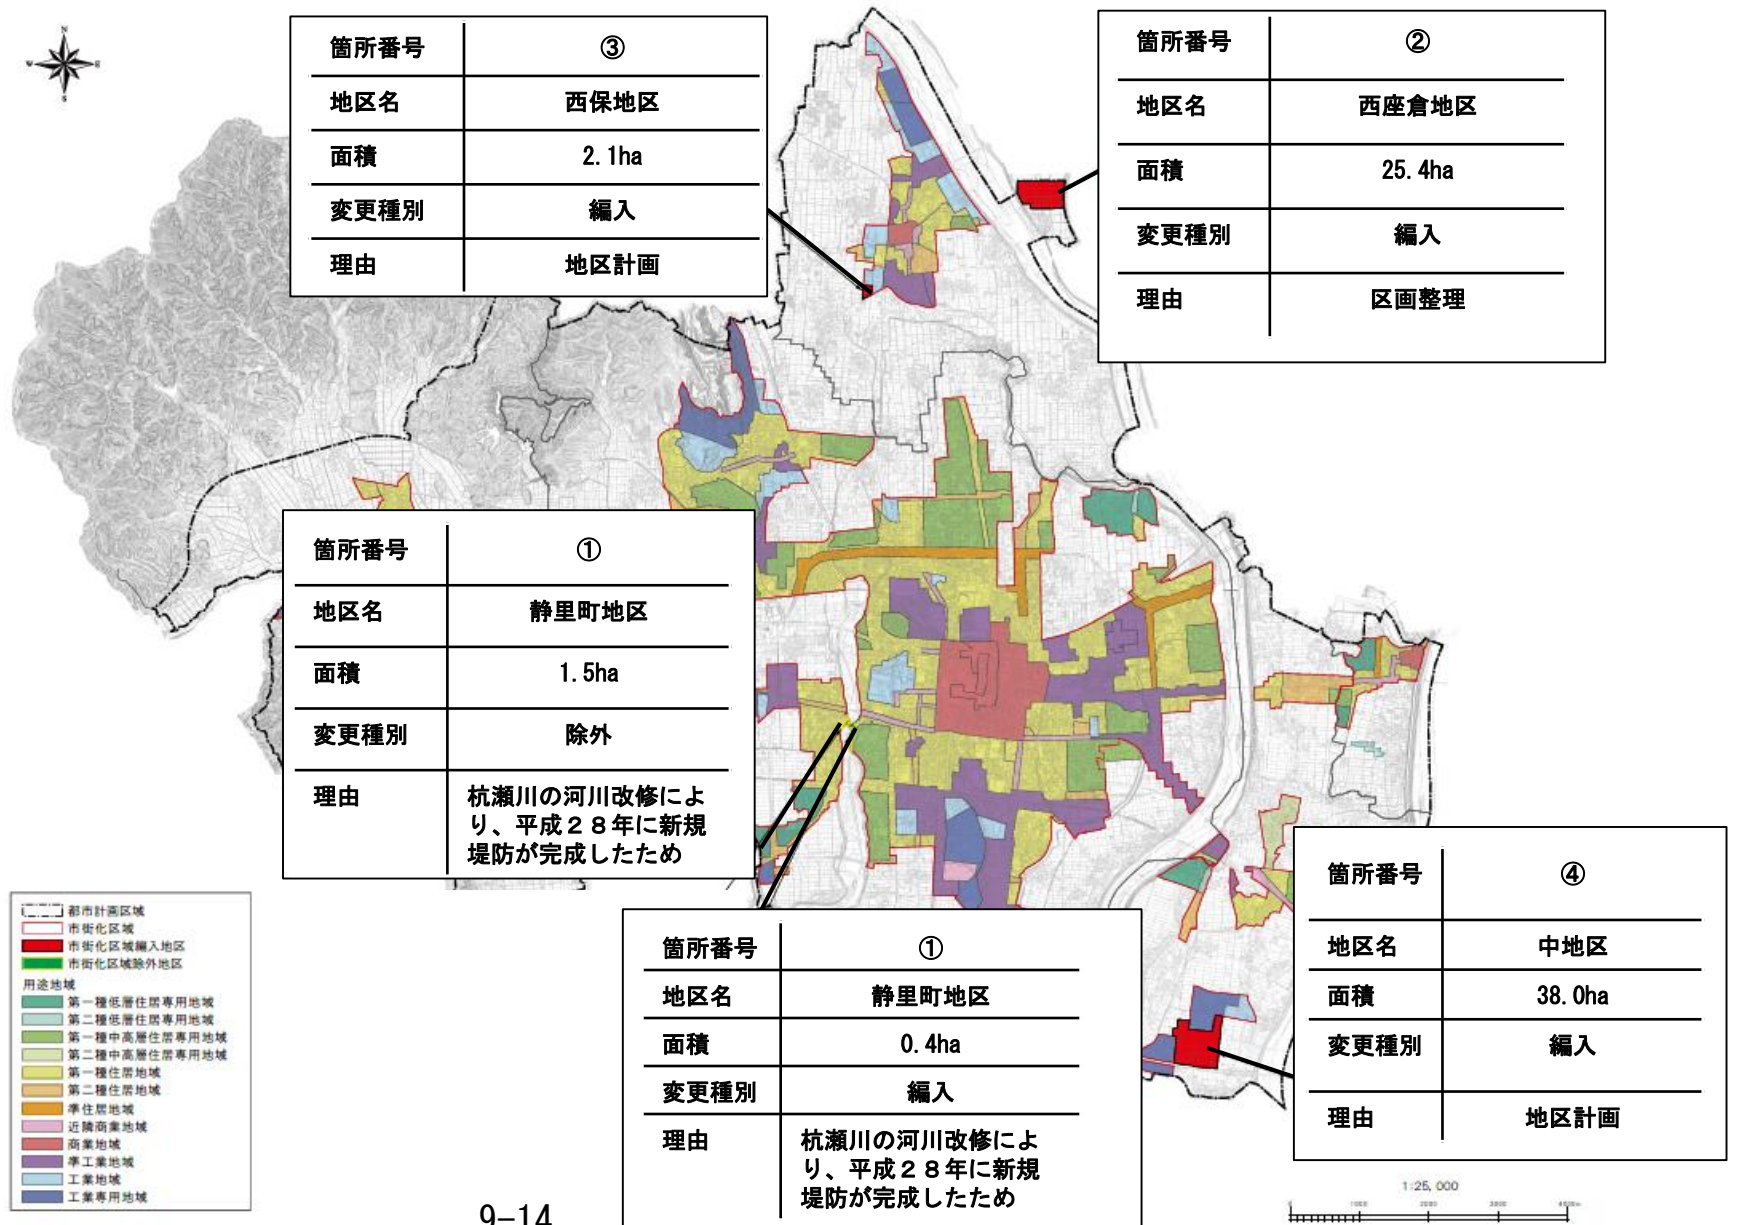 箇所番号 ③
地区名 西保地区
面積 2.1ha
変更種別 編入
理由 地区計画
箇所番号 ②
地区名 西座倉地区
面積 25.4ha
変更種別 編入
理由 区画整理
箇所番号 ①
地区名 静里町地区
面積 1.5ha
変更種別 除外
理由 杭瀬川の河川改修によ
り、平成28年に新規
堤防が完成したため
箇所番号 ①
地区名 静里町地区
面積 0.4ha
変更種別 編入
理由 杭瀬川の河川改修によ
り、平成28年に新規
堤防が完成したため
箇所番号 ④
地区名 中地区
面積 38.0ha
変更種別 編入
理由 地区計画
都市計画区域
市街化区域
市街化区域編入地区
市街化区域除外地区
用途地域
第一種低層住居専用地域
第二種低層住居専用地域
第一種中高層住居専用地域
第二種中高層住居専用地域
第一種住居地域
第二種住居地域
準住居地域
近隣商業地域
商業地域
準工業地域
工業地域
工業専用地域
9-14
1:25,000
1000 2000 3000 4000m
N
S